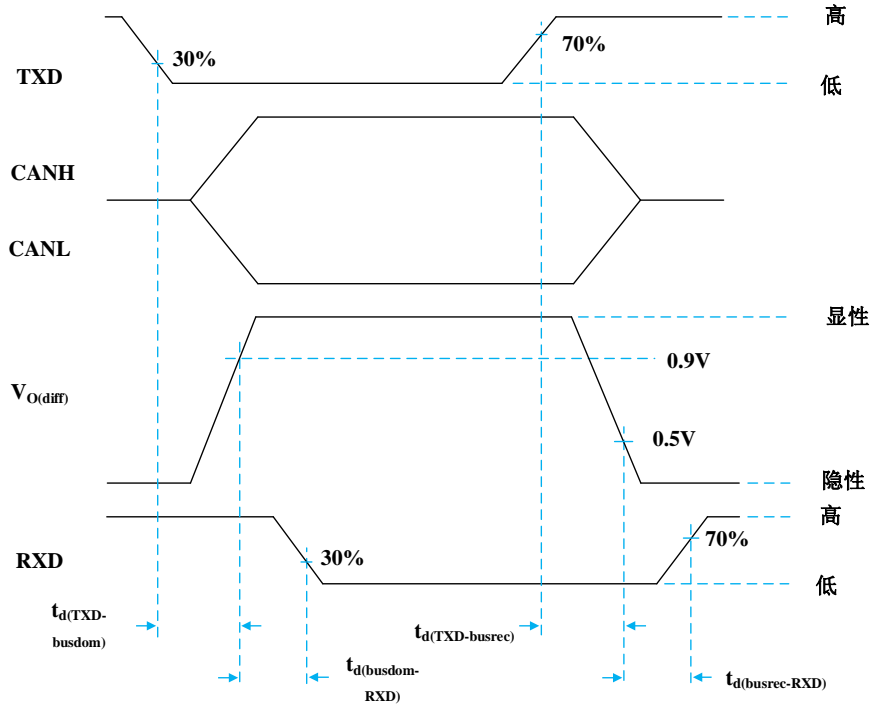 高
30%
70%
TXD
低
CANH
CANL
显性
0.9V
VO(diff)
0.5V
隐性
高
RXD
30%
70%
低
td(TXD-
busdom)
td(TXD-busrec)
td(busdom-
RXD)
td(busrec-RXD)